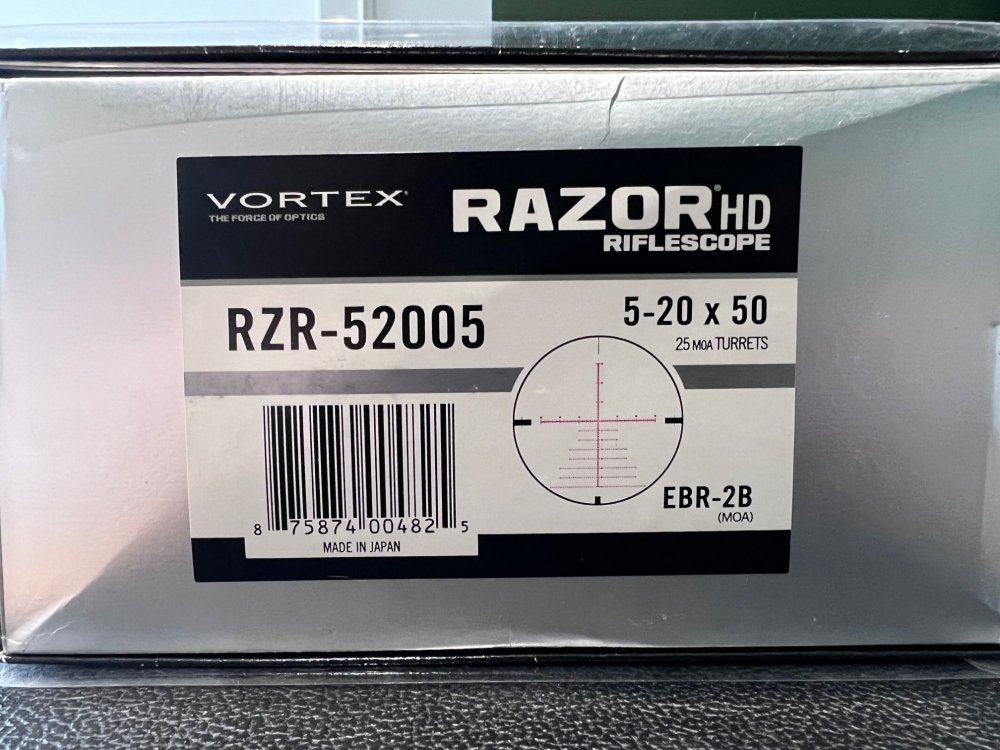 VORTEX®
THE FORCE OF OPTICS
RAZOR® HD
RIFLESCOPE
RZR-52005
5-20 x 50
25 MOA TURRETS
EBR-2B
(MOA)
8 75874 00482 5
MADE IN JAPAN